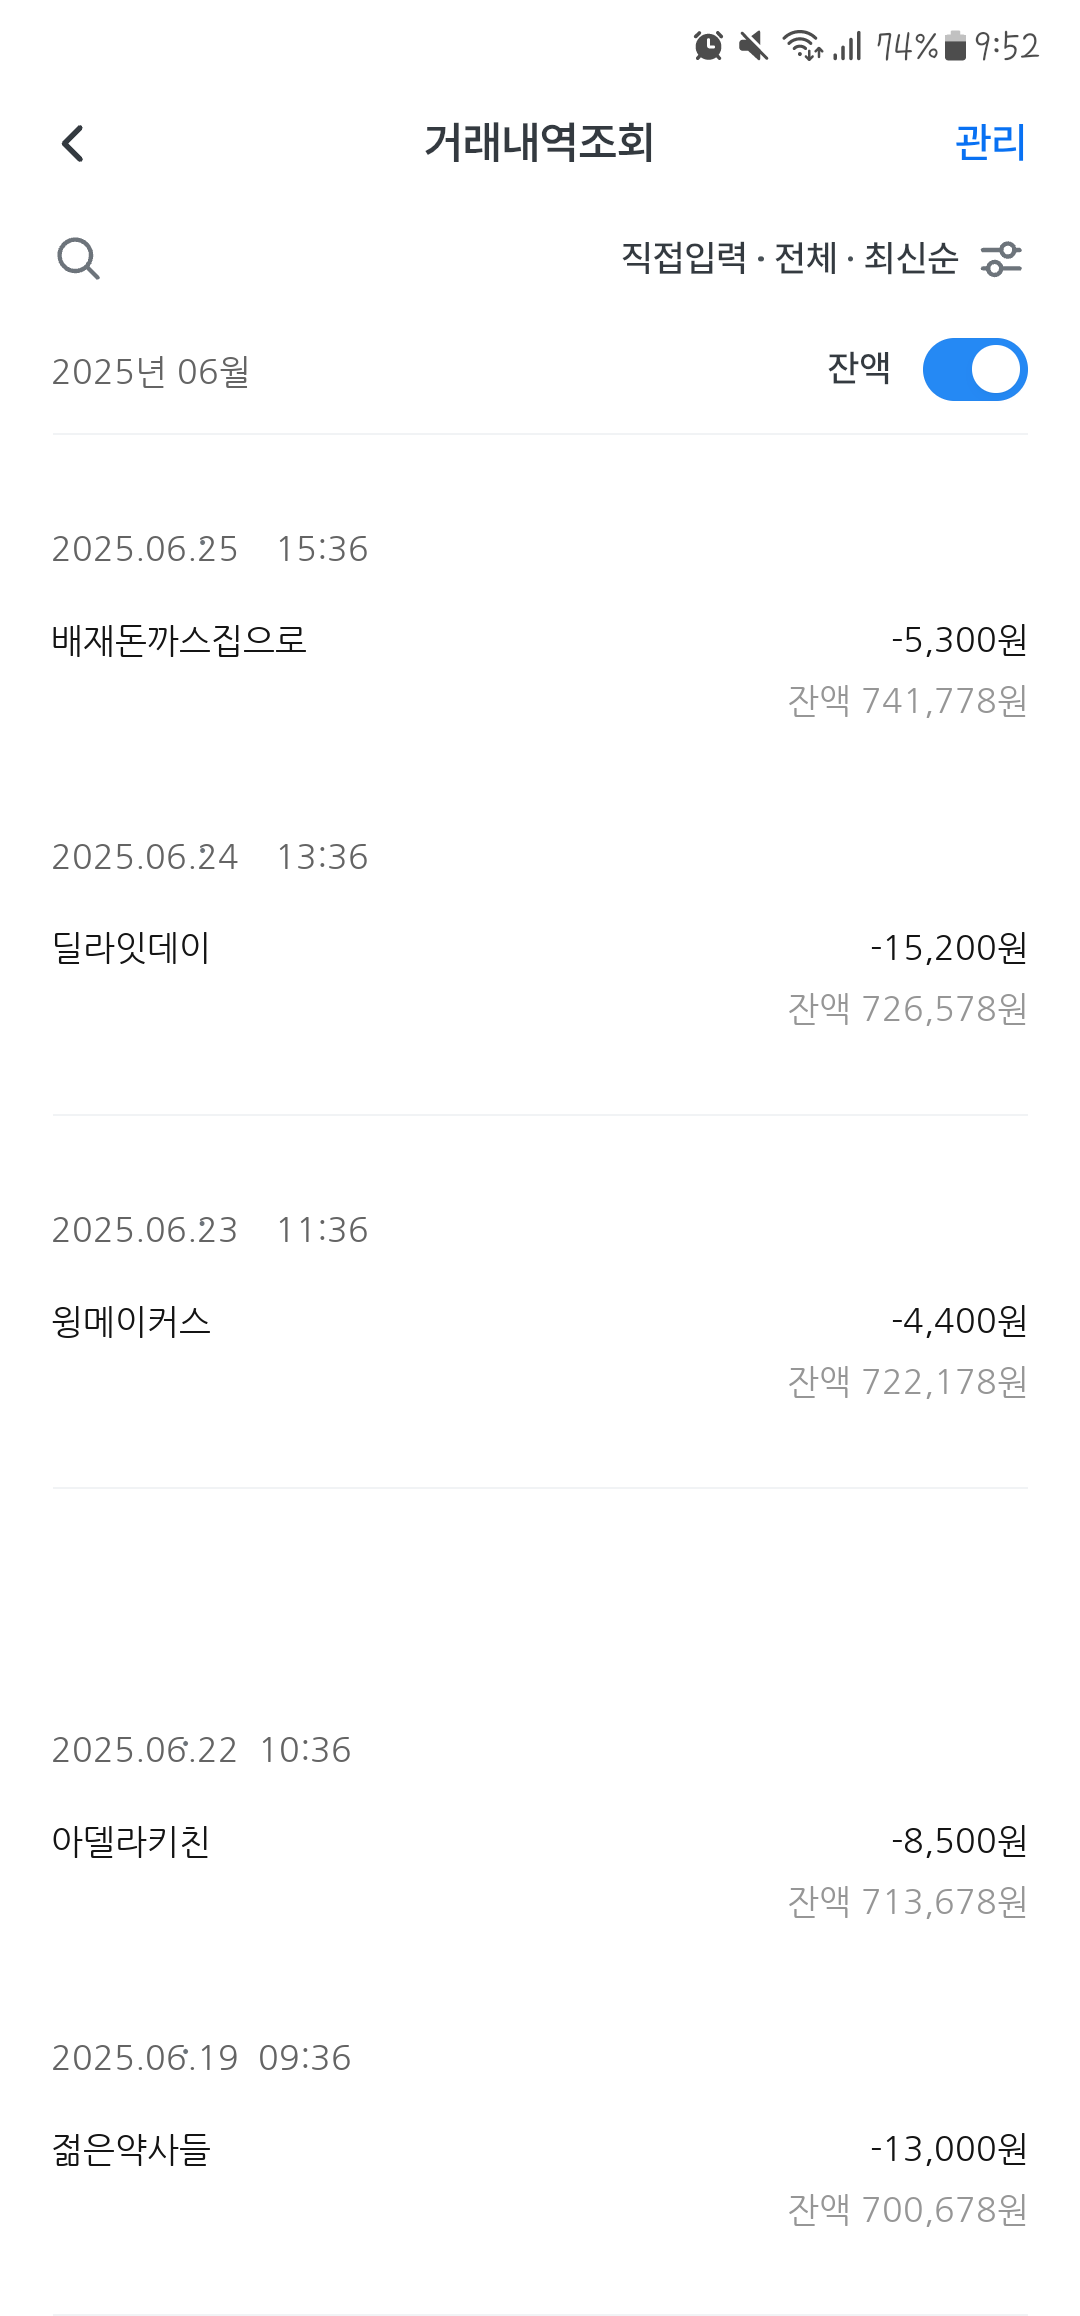 74% 9:52
거래내역조회 관리
직접입력 · 전체 · 최신순
2025년 06월 잔액
2025.06.25 15:36
배재돈까스집으로 -5,300원
잔액 741,778원
2025.06.24 13:36
딜라잇데이 -15,200원
잔액 726,578원
2025.06.23 11:36
윙메이커스 -4,400원
잔액 722,178원
2025.06.22 10:36
아델라키친 -8,500원
잔액 713,678원
2025.06.19 09:36
젊은약사들 -13,000원
잔액 700,678원